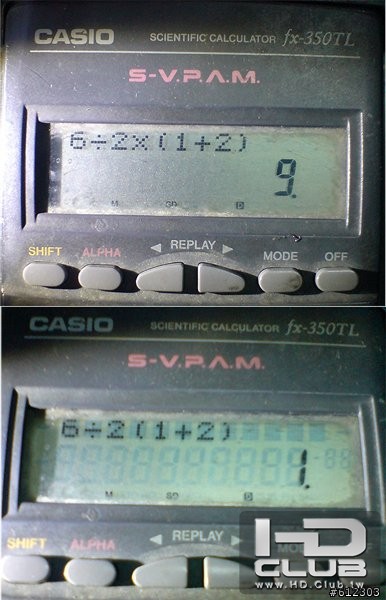 CASIO SCIENTIFIC CALCULATOR fx-350TL
S-V.P.A.M.
6÷2x(1+2)
9.
M SD D
SHIFT ALPHA ◀ REPLAY ▶ MODE OFF
CASIO SCIENTIFIC CALCULATOR fx-350TL
S-V.P.A.M.
6÷2(1+2)
1.
M SD D
SHIFT ALPHA ◀ REPLAY
HD
CLUB
WWW.HD.Club.tw
#612303